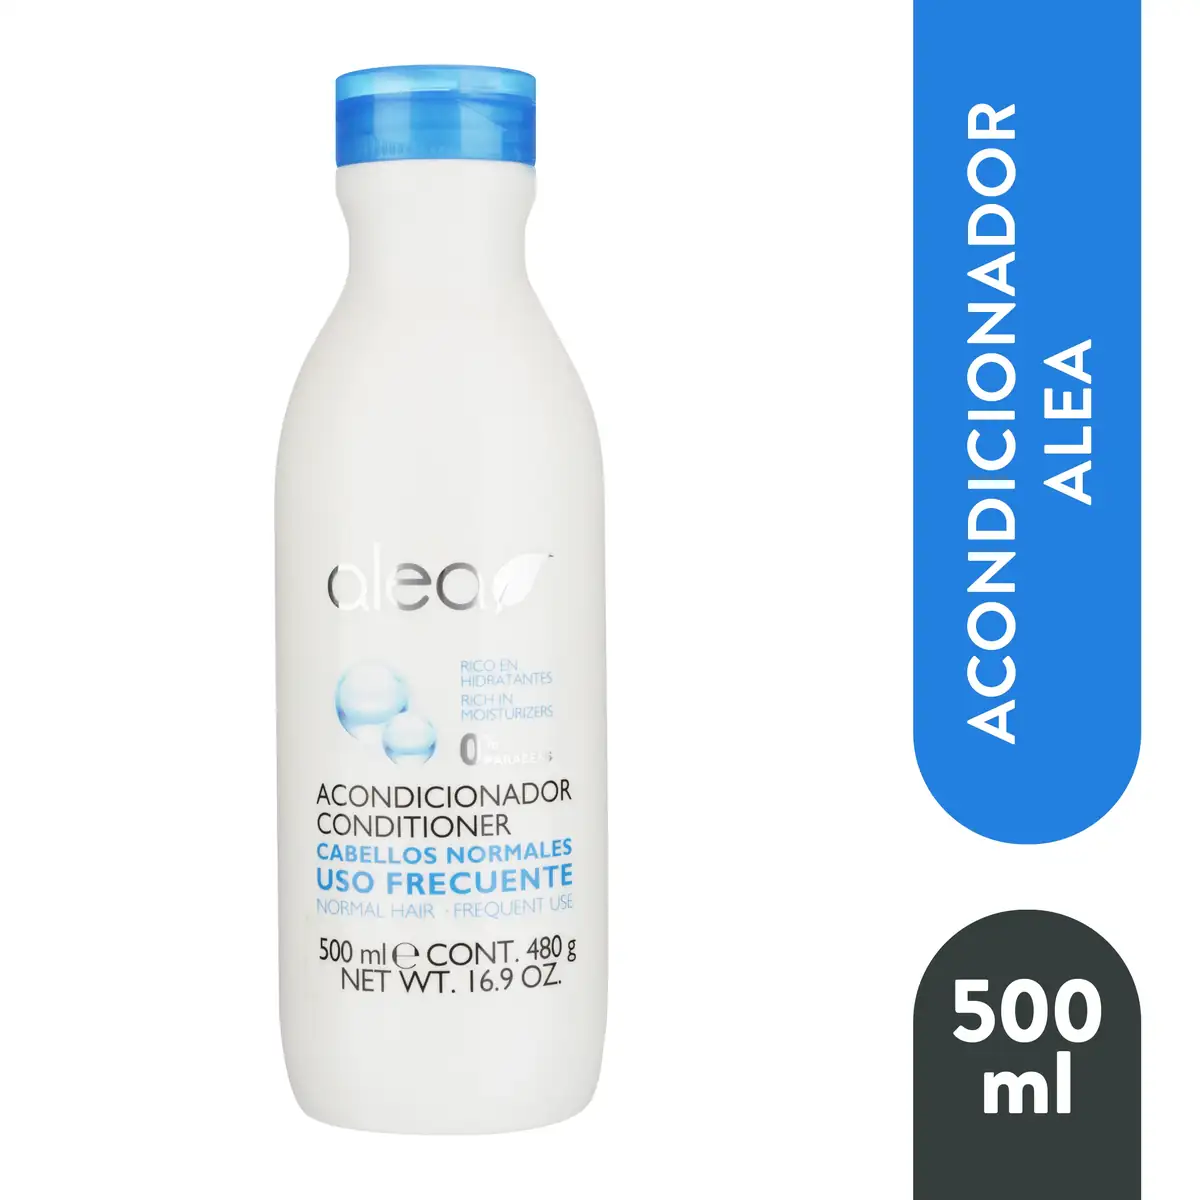 alea
RICO EN
HIDRATANTES
RICH IN
MOISTURIZERS
0%
PARABENS
ACONDICIONADOR
CONDITIONER
CABELLOS NORMALES
USO FRECUENTE
NORMAL HAIR · FREQUENT USE
500 ml ℮ CONT. 480 g
NET WT. 16.9 OZ.
ACONDICIONADOR
ALEA
500
ml